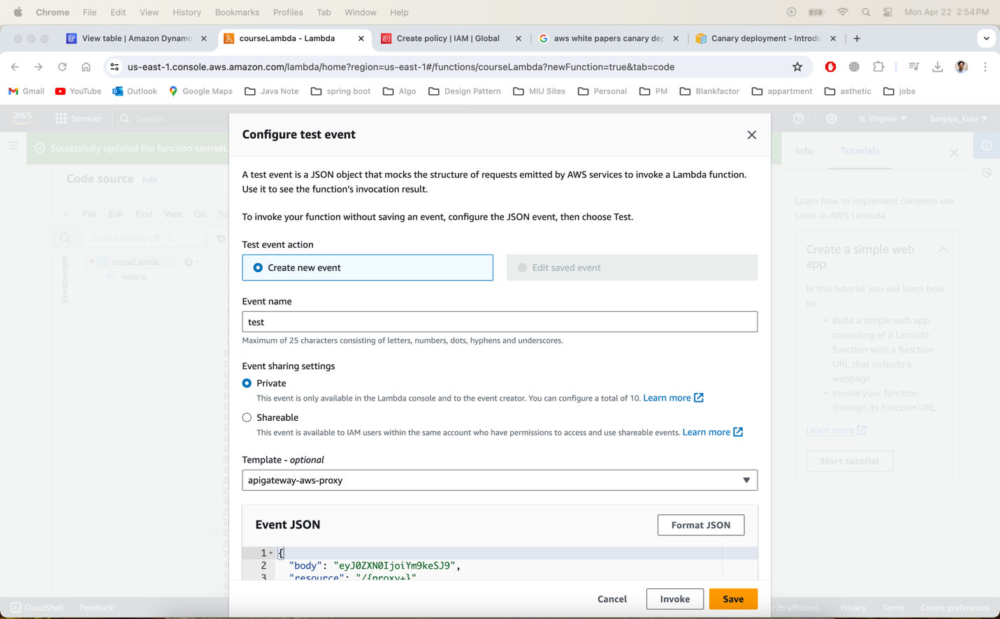 Chrome File Edit View History Bookmarks Profiles Tab Window Help
Mon Apr 22 2:54 PM
View table | Amazon Dynamo
courseLambda - Lambda
Create policy | IAM | Global
aws white papers canary dep
Canary deployment - Introdu
us-east-1.console.aws.amazon.com/lambda/home?region=us-east-1#/functions/courseLambda?newFunction=true&tab=code
Gmail YouTube Outlook Google Maps Java Note spring boot Algo Design Pattern MIU Sites Personal PM Blankfactor appartment asthetic jobs
aws Services Search N. Virginia Sanjaya_Koju
Successfully updated the function
Code source Info
File Edit Find View Go
Go to Anything (⌘ P)
Environment
courseLambda
index.js
Configure test event
A test event is a JSON object that mocks the structure of requests emitted by AWS services to invoke a Lambda function.
Use it to see the function's invocation result.
To invoke your function without saving an event, configure the JSON event, then choose Test.
Test event action
Create new event
Edit saved event
Event name
test
Maximum of 25 characters consisting of letters, numbers, dots, hyphens and underscores.
Event sharing settings
Private
This event is only available in the Lambda console and to the event creator. You can configure a total of 10. Learn more
Shareable
This event is available to IAM users within the same account who have permissions to access and use shareable events. Learn more
Template - optional
apigateway-aws-proxy
Event JSON
Format JSON
1 {
2 "body": "eyJ0ZXN0IjoiYm9keSJ9",
3 "resource": "/{proxy+}"
Cancel Invoke Save
Info Tutorials
Learn how to implement common use
cases in AWS Lambda.
Create a simple web
app
In this tutorial you will learn how
to:
• Build a simple web app,
consisting of a Lambda
function with a function
URL that outputs a
webpage
• Invoke your function
through its function URL
Learn more
Start tutorial
CloudShell Feedback
its affiliates. Privacy Terms Cookie preferences